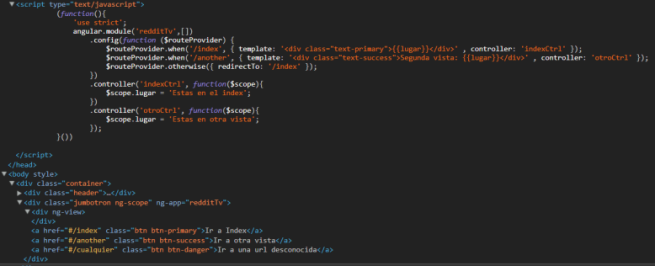 ▼<script type="text/javascript">
(function(){
'use strict';
angular.module('redditTv',[])
.config(function ($routeProvider) {
$routeProvider.when('/index', { template: '<div class="text-primary">{{lugar}}</div>' , controller: 'indexCtrl' });
$routeProvider.when('/another', { template: '<div class="text-success">Segunda vista: {{lugar}}</div>' , controller: 'otroCtrl' });
$routeProvider.otherwise({ redirectTo: '/index' });
})
.controller('indexCtrl', function($scope){
$scope.lugar = 'Estas en el index';
})
.controller('otroCtrl', function($scope){
$scope.lugar = 'Estas en otra vista';
});
}())
</script>
</head>
▼<body style>
▼<div class="container">
▶<div class="header">…</div>
▼<div class="jumbotron ng-scope" ng-app="redditTv">
▼<div ng-view>
</div>
<a href="#/index" class="btn btn-primary">Ir a Index</a>
<a href="#/another" class="btn btn-success">Ir a otra vista</a>
<a href="#/cualquier" class="btn btn-danger">Ir a una url desconocida</a>
</div>